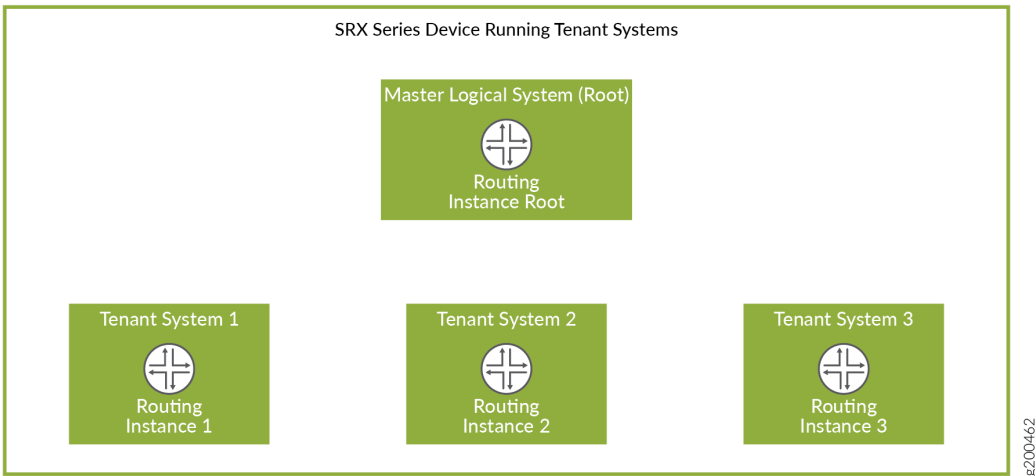 SRX Series Device Running Tenant Systems
Master Logical System (Root)
Routing
Instance Root
Tenant System 1
Routing
Instance 1
Tenant System 2
Routing
Instance 2
Tenant System 3
Routing
Instance 3
g200462